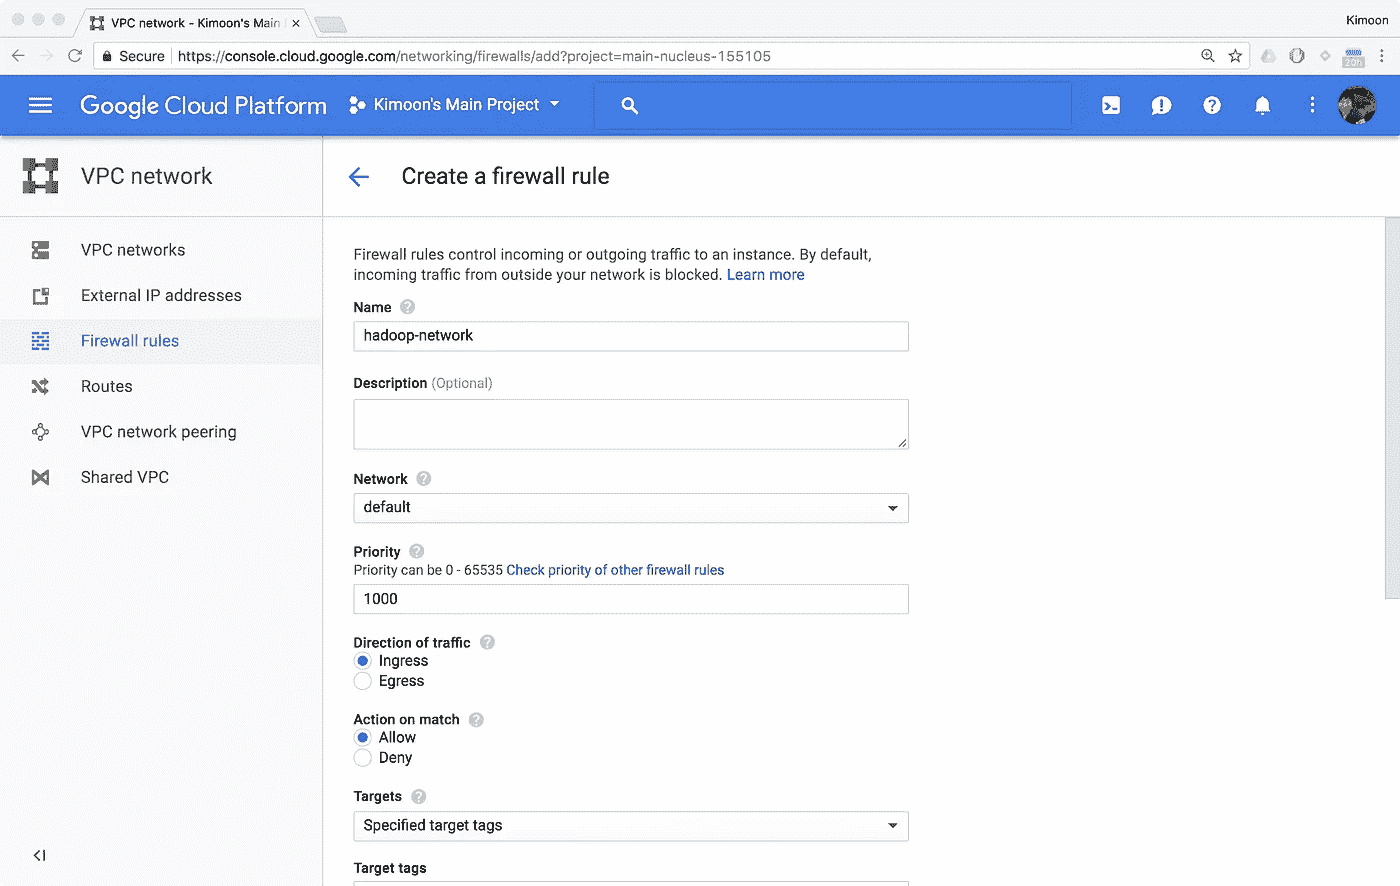 VPC network - Kimoon's Main
Kimoon
Secure https://console.cloud.google.com/networking/firewalls/add?project=main-nucleus-155105
20h
Google Cloud Platform Kimoon's Main Project
VPC network
Create a firewall rule
VPC networks
External IP addresses
Firewall rules
Routes
VPC network peering
Shared VPC
Firewall rules control incoming or outgoing traffic to an instance. By default,
incoming traffic from outside your network is blocked. Learn more
Name
hadoop-network
Description (Optional)
Network
default
Priority
Priority can be 0 - 65535 Check priority of other firewall rules
1000
Direction of traffic
Ingress
Egress
Action on match
Allow
Deny
Targets
Specified target tags
Target tags